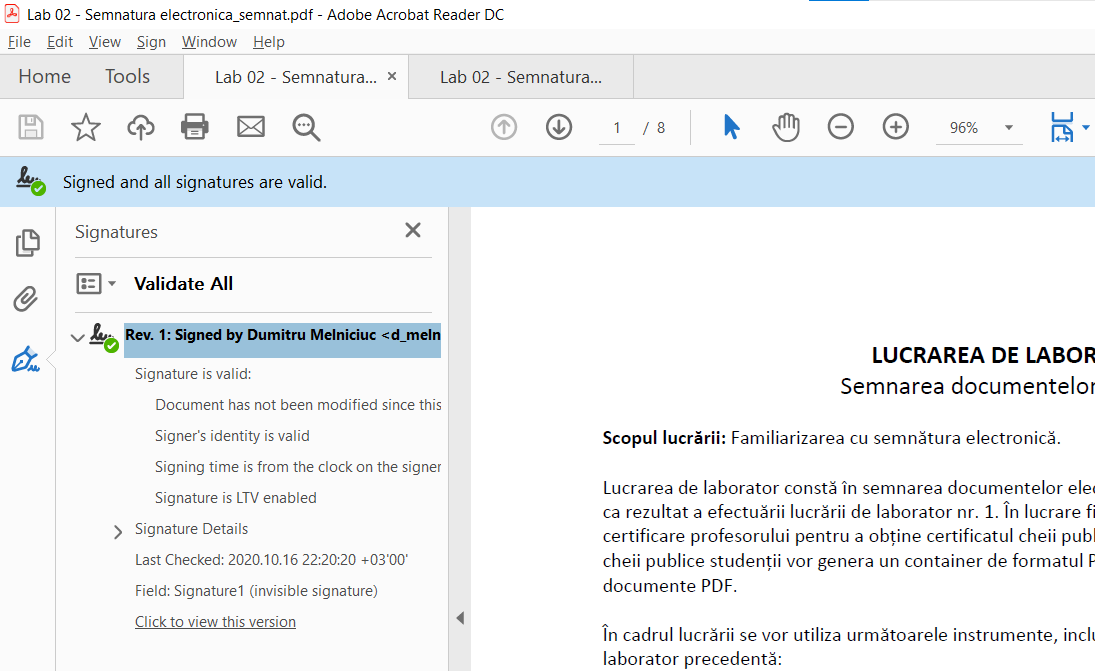 Lab 02 - Semnatura electronica_semnat.pdf - Adobe Acrobat Reader DC
File Edit View Sign Window Help
Home Tools Lab 02 - Semnatura... × Lab 02 - Semnatura...
1 / 8 96%
Signed and all signatures are valid.
Signatures
Validate All
Rev. 1: Signed by Dumitru Melniciuc <d_meln
Signature is valid:
Document has not been modified since this
Signer's identity is valid
Signing time is from the clock on the signer
Signature is LTV enabled
Signature Details
Last Checked: 2020.10.16 22:20:20 +03'00'
Field: Signature1 (invisible signature)
Click to view this version
LUCRAREA DE LABOR
Semnarea documentelor
Scopul lucrării: Familiarizarea cu semnătura electronică.
Lucrarea de laborator constă în semnarea documentelor elec
ca rezultat a efectuării lucrării de laborator nr. 1. În lucrare fi
certificare profesorului pentru a obține certificatul cheii publ
cheii publice studenții vor genera un container de formatul P
documente PDF.
În cadrul lucrării se vor utiliza următoarele instrumente, inclu
laborator precedentă: